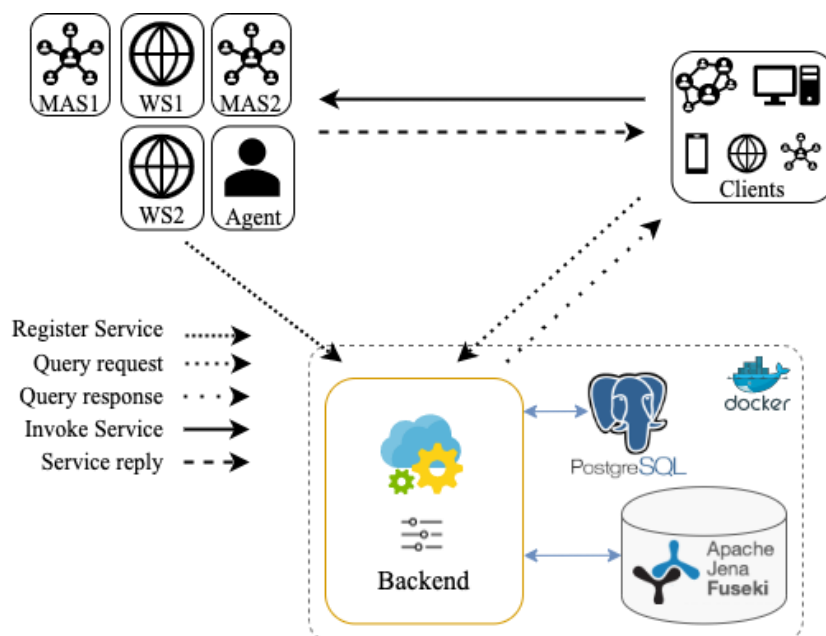 MAS1
WS1
MAS2
WS2
Agent
Clients
Register Service
Query request
Query response
Invoke Service
Service reply
docker
PostgreSQL
Backend
Apache
Jena
Fuseki